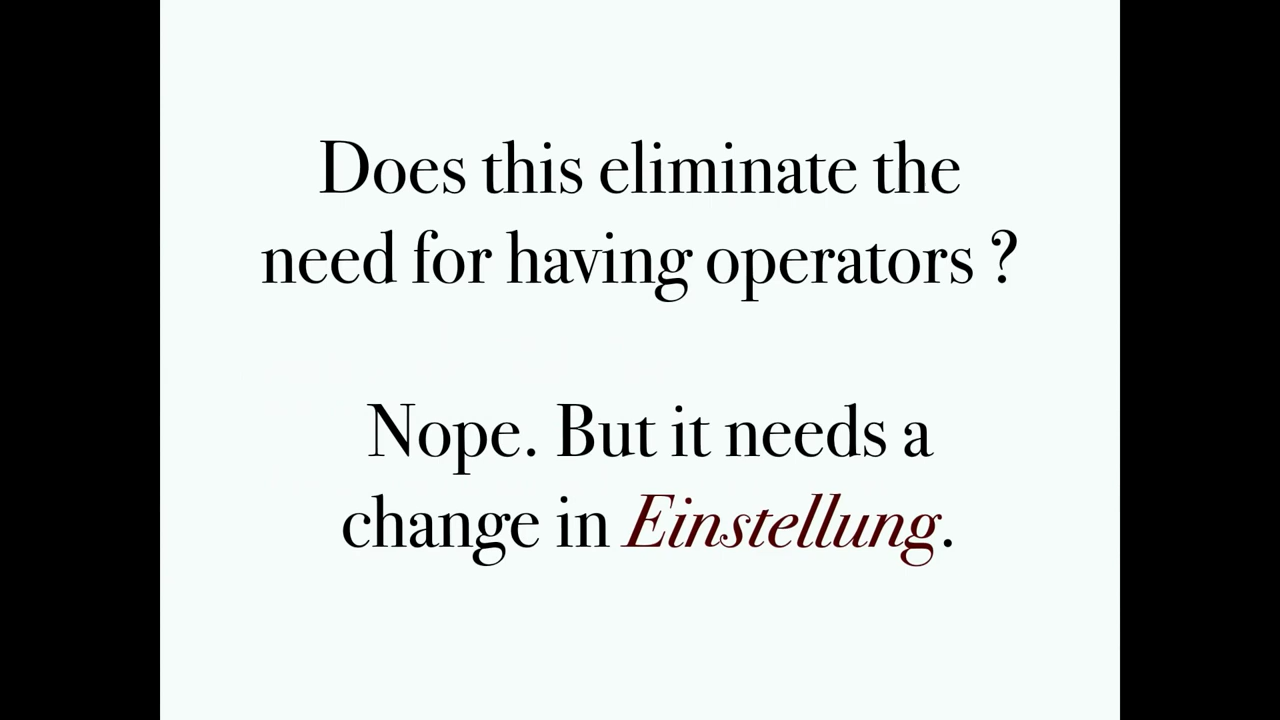 Does this eliminate the
need for having operators ?
Nope. But it needs a
change in Einstellung.